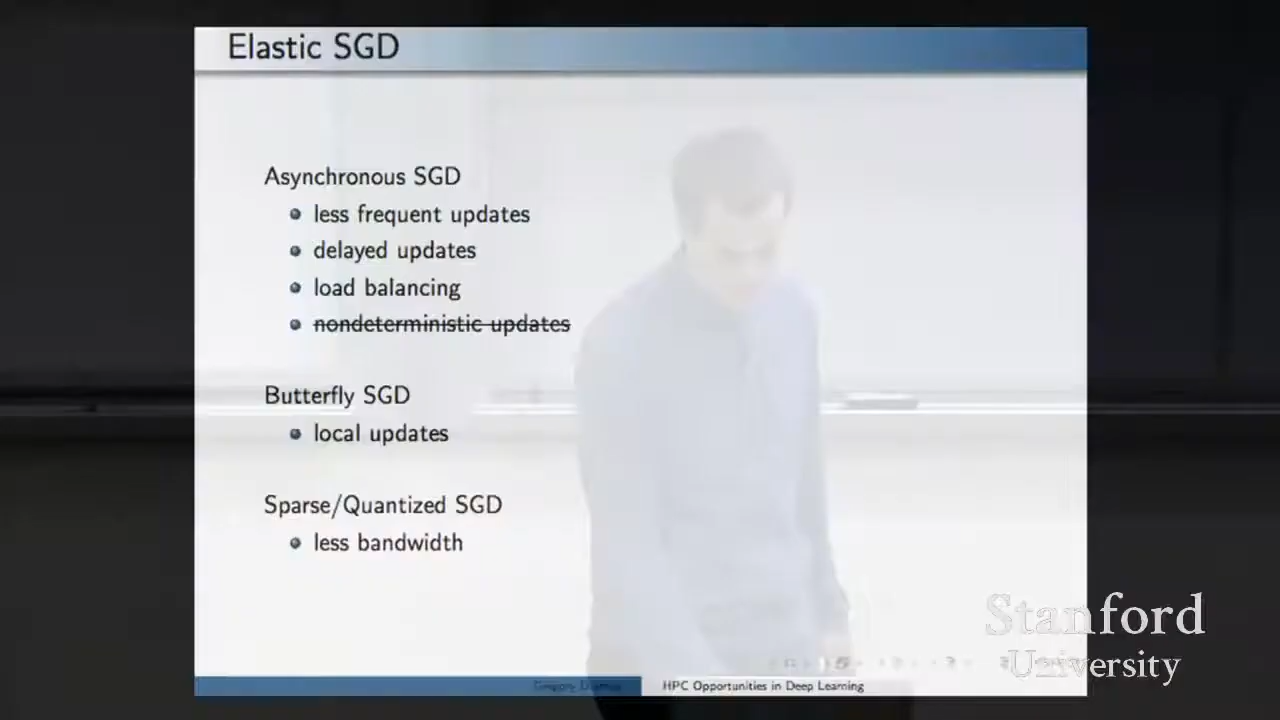 Elastic SGD
Asynchronous SGD
less frequent updates
delayed updates
load balancing
nondeterministic updates
Butterfly SGD
local updates
Sparse/Quantized SGD
less bandwidth
Stanford
University
HPC Opportunities in Deep Learning